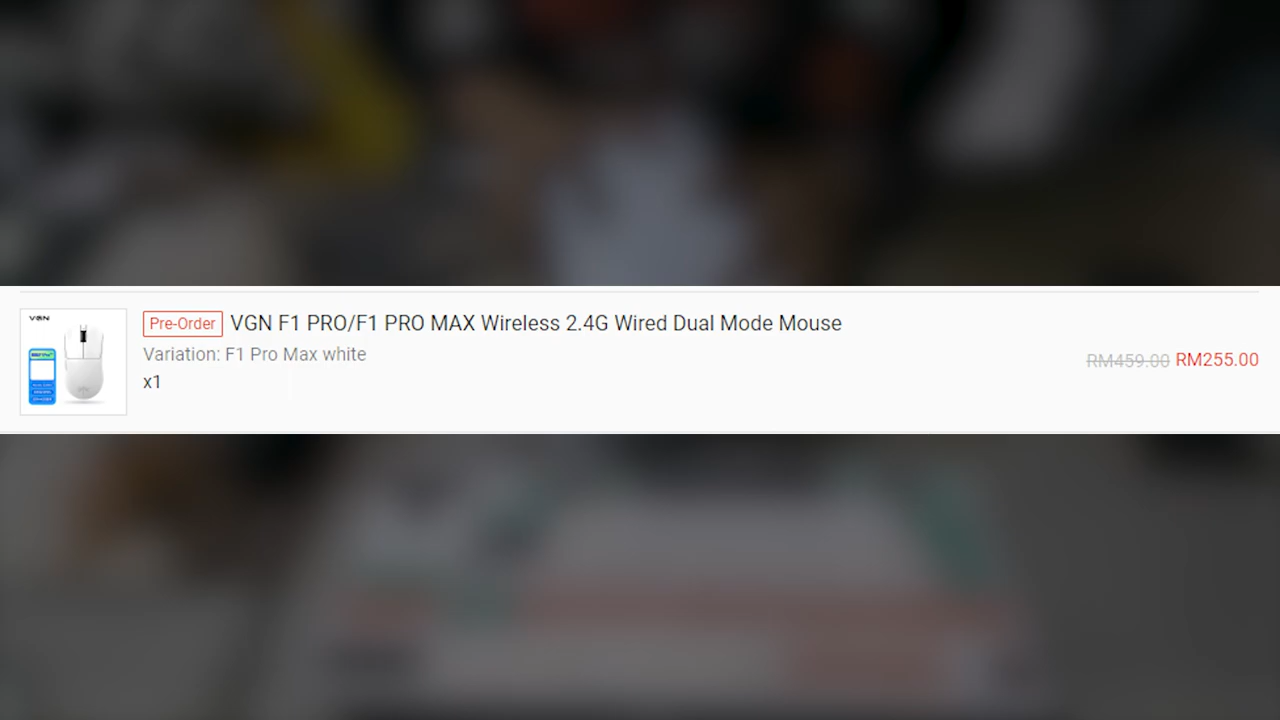 VGN
Pre-Order VGN F1 PRO/F1 PRO MAX Wireless 2.4G Wired Dual Mode Mouse
Variation: F1 Pro Max white
x1
RM459.00 RM255.00